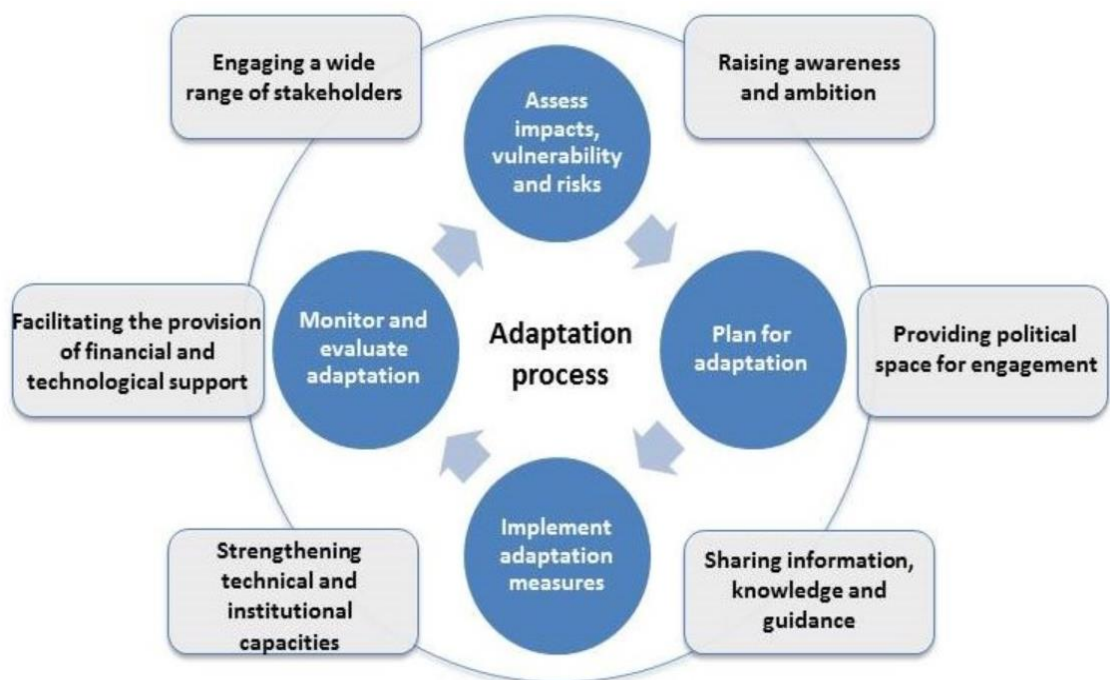 Engaging a wide
range of stakeholders
Assess
impacts,
vulnerability
and risks
Raising awareness
and ambition
Facilitating the provision
of financial and
technological support
Monitor and
evaluate
adaptation
Adaptation
process
Plan for
adaptation
Providing political
space for engagement
Strengthening
technical and
institutional
capacities
Implement
adaptation
measures
Sharing information,
knowledge and
guidance